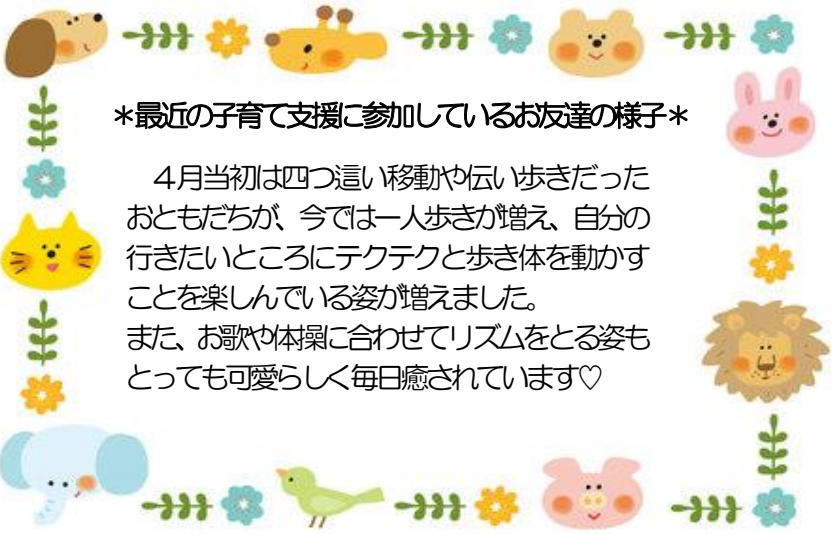 ＊最近の子育て支援に参加しているお友達の様子＊
　４月当初は四つ這い移動や伝い歩きだった
おともだちが、今では一人歩きが増え、自分の
行きたいところにテクテクと歩き体を動かす
ことを楽しんでいる姿が増えました。
また、お歌や体操に合わせてリズムをとる姿も
とっても可愛らしく毎日癒されています♡